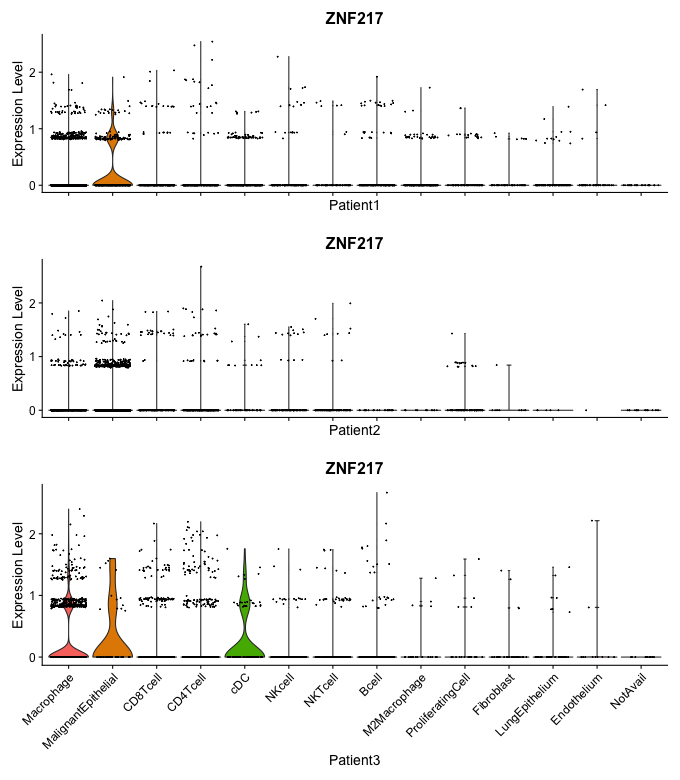 ZNF217
Expression Level
2
1
0
Patient1
ZNF217
Expression Level
2
1
0
Patient2
ZNF217
Expression Level
2
1
0
Macrophage
MalignantEpithelial
CD8Tcell
CD4Tcell
cDC
NKcell
NKTcell
Bcell
M2Macrophage
ProliferatingCell
Fibroblast
LungEpithelium
Endothelium
NotAvail
Patient3